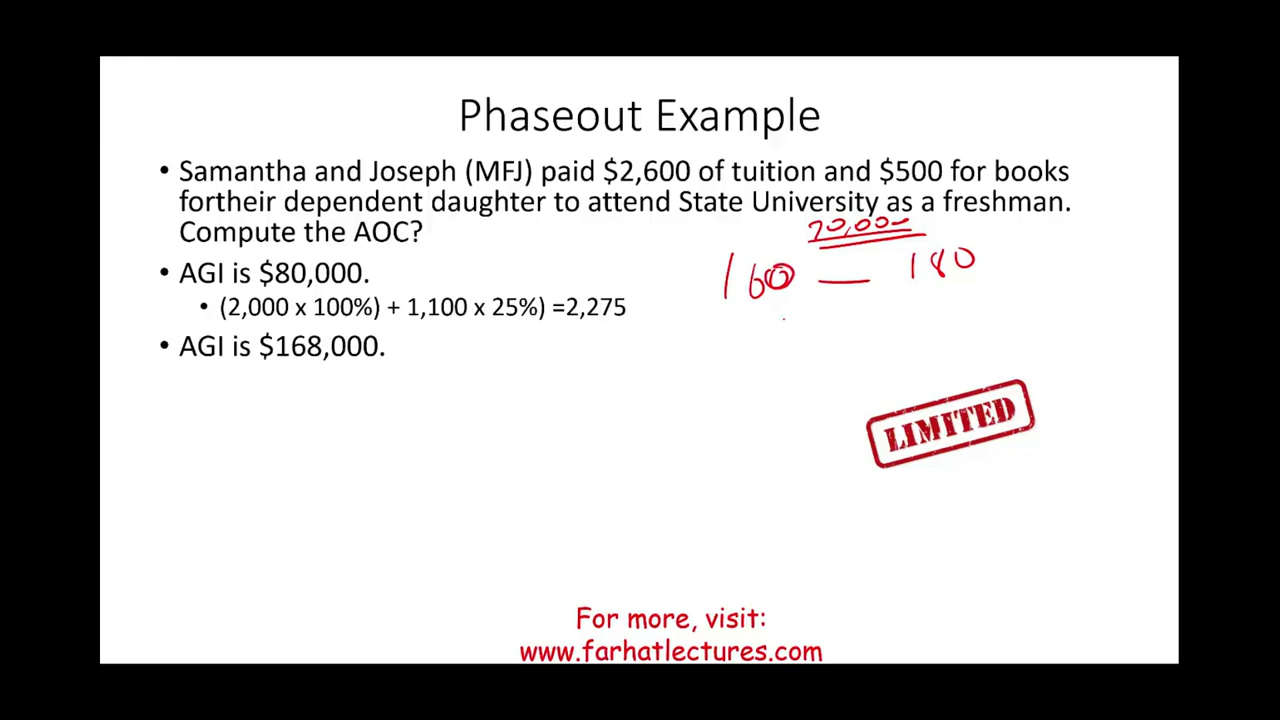 Phaseout Example
• Samantha and Joseph (MFJ) paid $2,600 of tuition and $500 for books
fortheir dependent daughter to attend State University as a freshman.
Compute the AOC?
20,000
• AGI is $80,000.
160 — 180
• (2,000 x 100%) + 1,100 x 25%) =2,275
• AGI is $168,000.
LIMITED
For more, visit:
www.farhatlectures.com